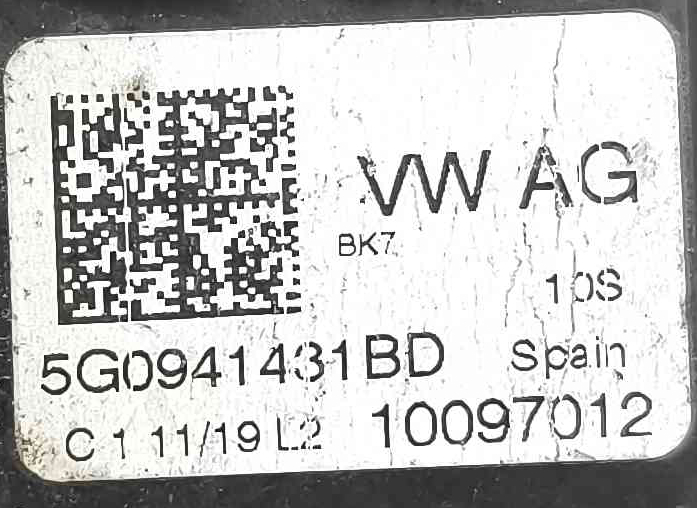 VW AG
BK7
10S
5G0941431BD Spain
C 1 11/19 L2 10097012